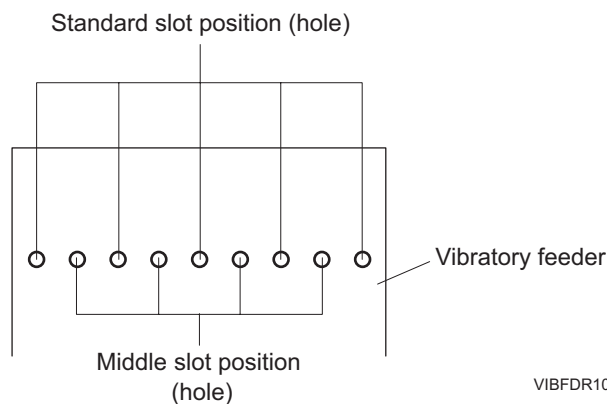 Standard slot position (hole)
Vibratory feeder
Middle slot position
(hole)
VIBFDR10